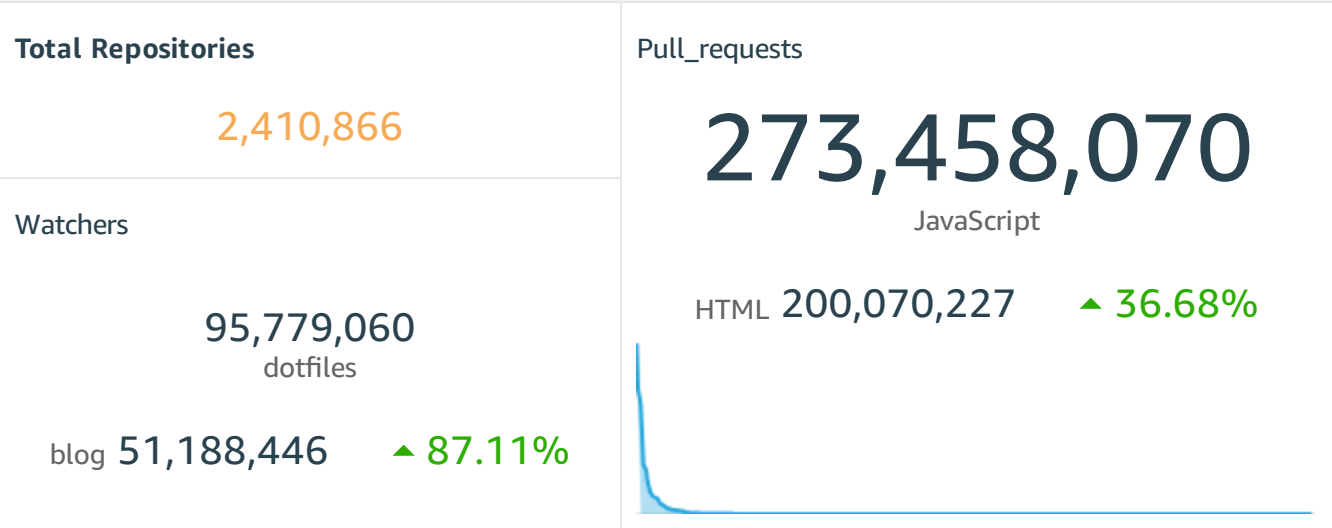 Total Repositories
2,410,866
Watchers
95,779,060
dotfiles
blog 51,188,446 87.11%
Pull_requests
273,458,070
JavaScript
HTML 200,070,227 36.68%